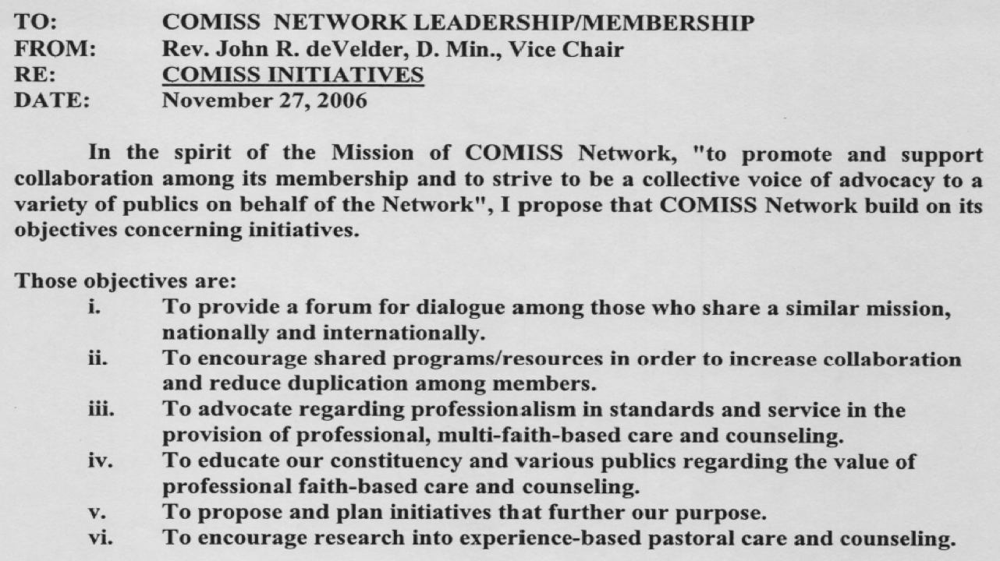 TO: COMISS NETWORK LEADERSHIP/MEMBERSHIP
FROM: Rev. John R. deVelder, D. Min., Vice Chair
RE: COMISS INITIATIVES
DATE: November 27, 2006
In the spirit of the Mission of COMISS Network, "to promote and support
collaboration among its membership and to strive to be a collective voice of advocacy to a
variety of publics on behalf of the Network", I propose that COMISS Network build on its
objectives concerning initiatives.
Those objectives are:
i. To provide a forum for dialogue among those who share a similar mission,
nationally and internationally.
ii. To encourage shared programs/resources in order to increase collaboration
and reduce duplication among members.
iii. To advocate regarding professionalism in standards and service in the
provision of professional, multi-faith-based care and counseling.
iv. To educate our constituency and various publics regarding the value of
professional faith-based care and counseling.
v. To propose and plan initiatives that further our purpose.
vi. To encourage research into experience-based pastoral care and counseling.